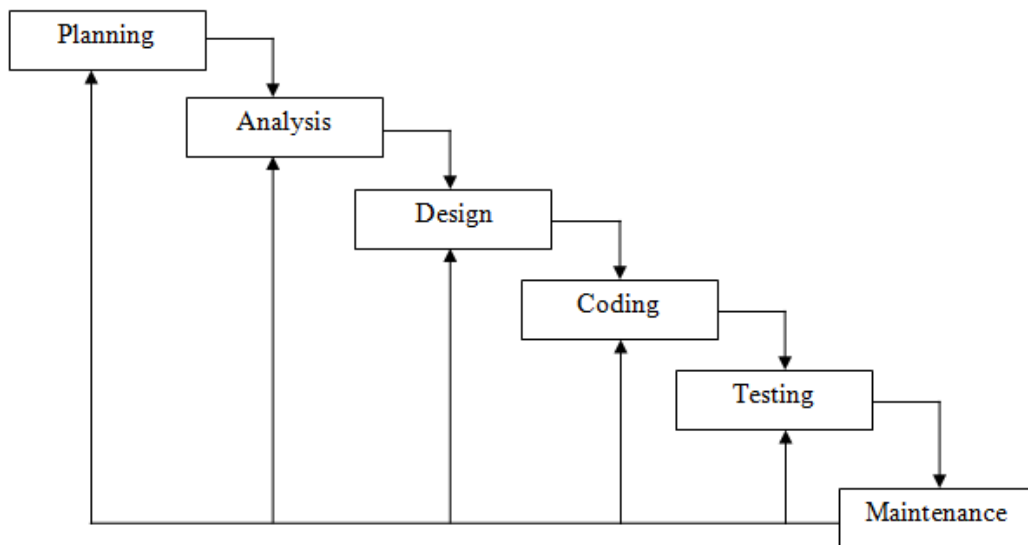 Planning
Analysis
Design
Coding
Testing
Maintenance